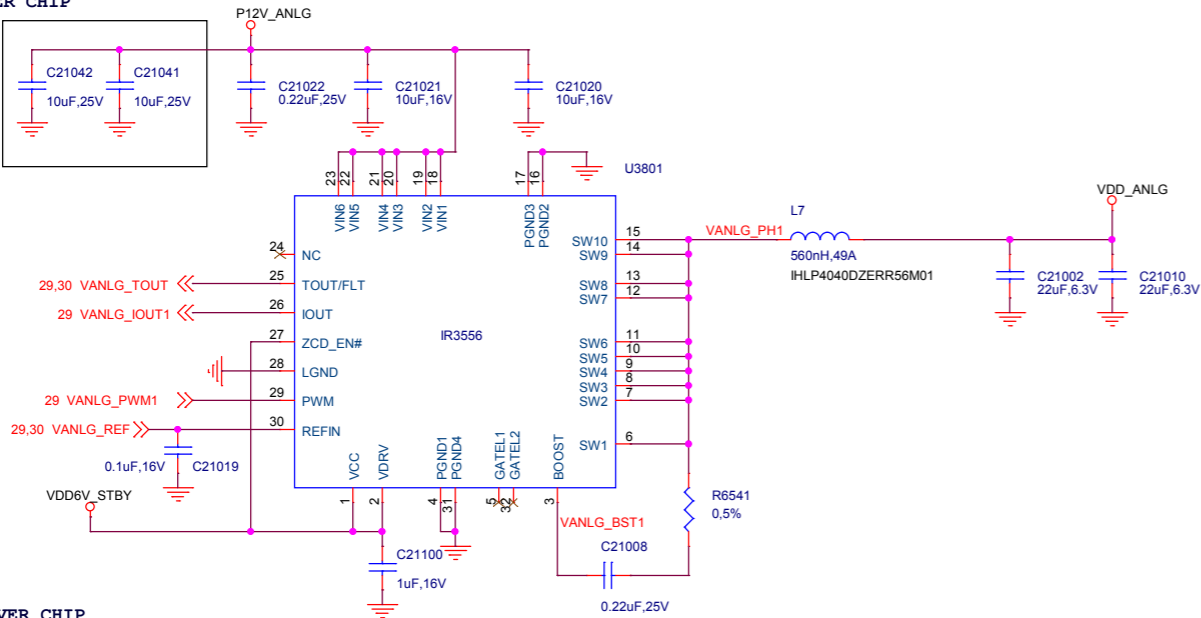 ER CHIP
P12V_ANLG
C21042
10uF,25V
C21041
10uF,25V
C21022
0.22uF,25V
C21021
10uF,16V
C21020
10uF,16V
U3801
23
22
21
20
19
18
17
16
VIN6
VIN5
VIN4
VIN3
VIN2
VIN1
PGND3
PGND2
VDD_ANLG
L7
VANLG_PH1
560nH,49A
IHLP4040DZERR56M01
C21002
22uF,6.3V
C21010
22uF,6.3V
24 NC
29,30 VANLG_TOUT 25 TOUT/FLT
29 VANLG_IOUT1 26 IOUT
27 ZCD_EN#
28 LGND
29 VANLG_PWM1 29 PWM
29,30 VANLG_REF 30 REFIN
IR3556
SW10 15
SW9 14
SW8 13
SW7 12
SW6 11
SW5 10
SW4 9
SW3 8
SW2 7
SW1 6
0.1uF,16V C21019
VDD6V_STBY
VCC
VDRV
PGND1
PGND4
GATEL1
GATEL2
BOOST
1
2
4
31
5
32
3
R6541
0,5%
VANLG_BST1
C21100
1uF,16V
C21008
0.22uF,25V
VER CHIP